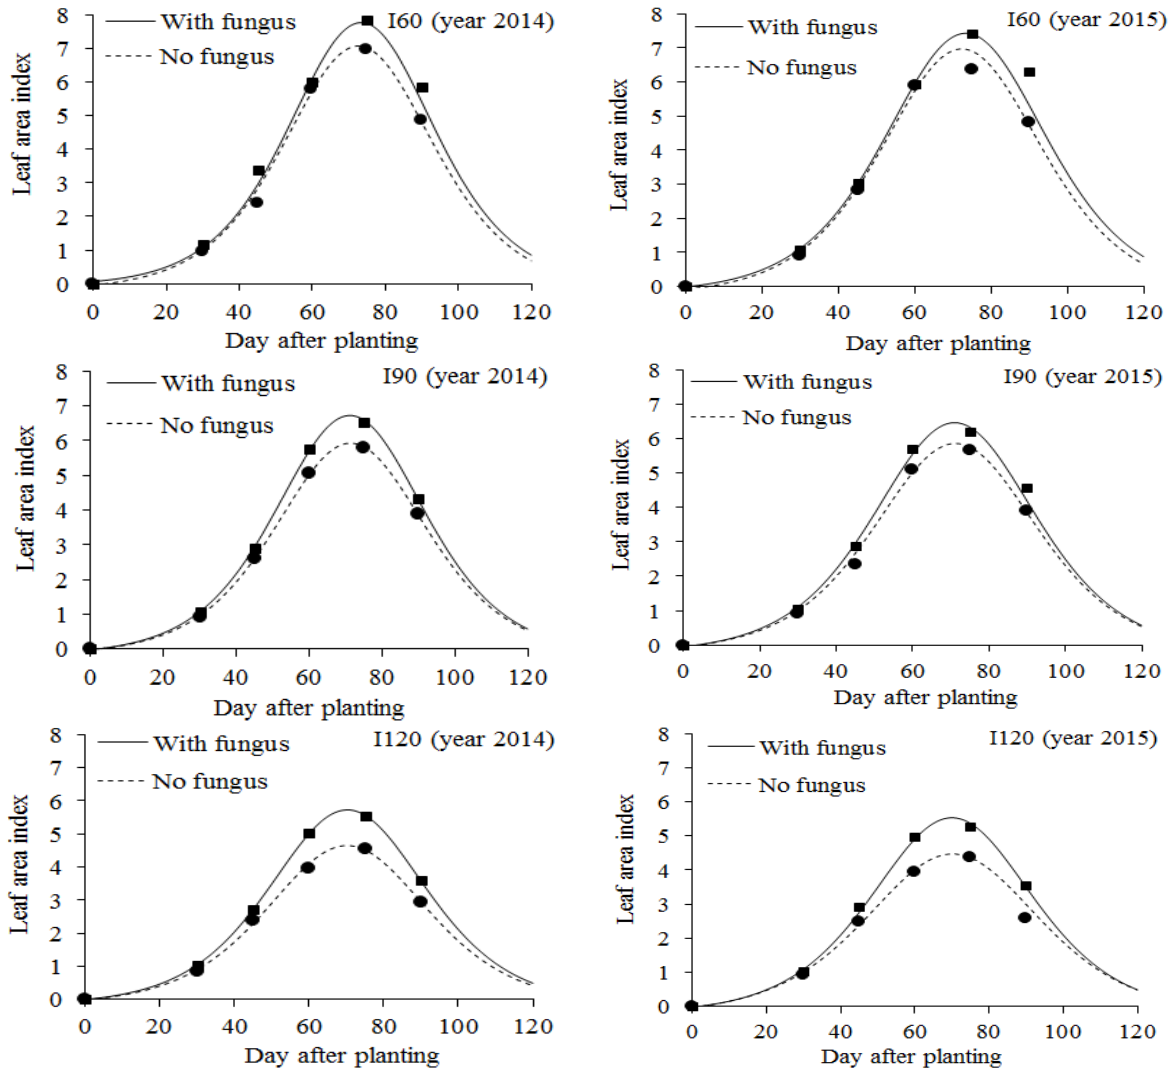 I60 (year 2014)
With fungus
No fungus
Leaf area index
8
7
6
5
4
3
2
1
0
0 20 40 60 80 100 120
Day after planting
I60 (year 2015)
With fungus
No fungus
Leaf area index
8
7
6
5
4
3
2
1
0
0 20 40 60 80 100 120
Day after planting
I90 (year 2014)
With fungus
No fungus
Leaf area index
8
7
6
5
4
3
2
1
0
0 20 40 60 80 100 120
Day after planting
I90 (year 2015)
With fungus
No fungus
Leaf area index
8
7
6
5
4
3
2
1
0
0 20 40 60 80 100 120
Day after planting
I120 (year 2014)
With fungus
No fungus
Leaf area index
8
7
6
5
4
3
2
1
0
0 20 40 60 80 100 120
Day after planting
I120 (year 2015)
With fungus
No fungus
Leaf area index
8
7
6
5
4
3
2
1
0
0 20 40 60 80 100 120
Day after planting